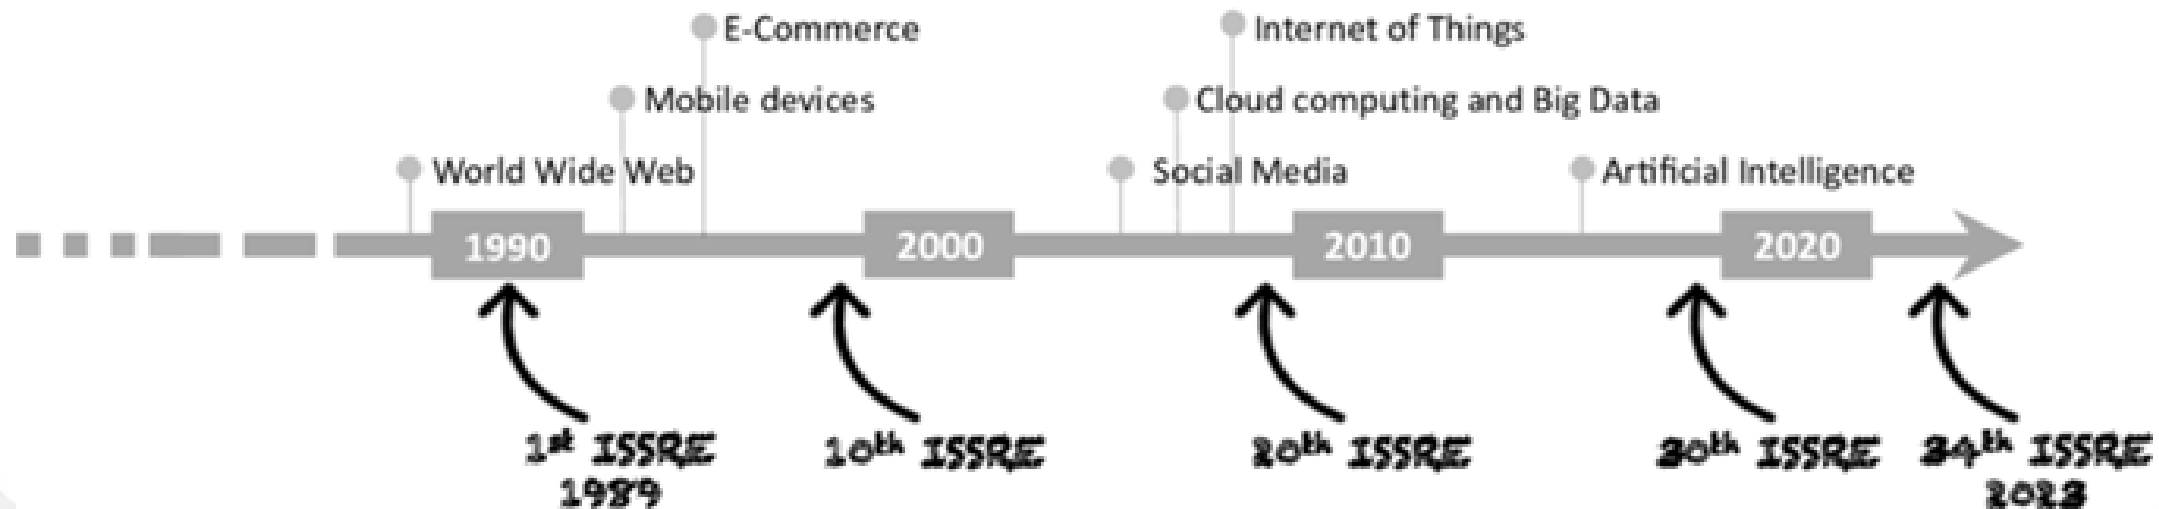 E-Commerce
Internet of Things
Mobile devices
Cloud computing and Big Data
World Wide Web
Social Media
Artificial Intelligence
1990
2000
2010
2020
1st ISSRE
1989
10th ISSRE
20th ISSRE
30th ISSRE
34th ISSRE
2023